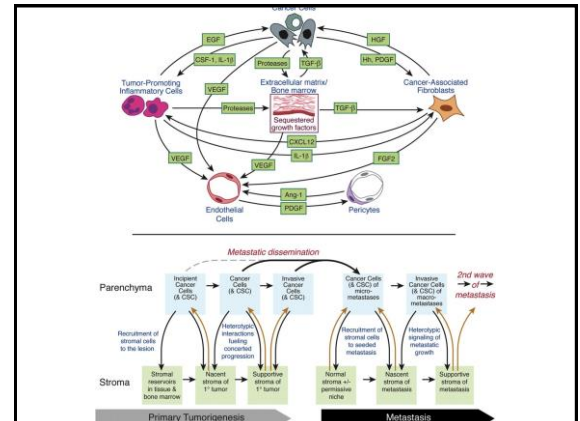 Cancer Cells
EGF
HGF
CSF-1, IL-1β
Hh, PDGF
Proteases
TGF-β
Tumor-Promoting
Inflammatory Cells
VEGF
Extracellular matrix/
Bone marrow
Cancer-Associated
Fibroblasts
Proteases
Sequestered
growth factors
TGF-β
CXCL12
IL-1β
VEGF
VEGF
FGF2
Ang-1
PDGF
Endothelial
Cells
Pericytes
Metastatic dissemination
Parenchyma
Incipient
Cancer Cells
(& CSC)
Cancer
Cells
(& CSC)
Invasive
Cancer
Cells
(& CSC)
Cancer Cells
(& CSC) of
micro-
metastases
Invasive
Cancer Cells
(& CSC) of
macro-
metastases
2nd wave
of
metastasis
Recruitment of
stromal cells
to the lesion
Heterotypic
interactions
fueling
concerted
progression
Recruitment of
stromal cells
to seeded
metastasis
Heterotypic
signaling of
metastatic
growth
Stroma
Stromal
reservoirs
in tissue &
bone marrow
Nacent
stroma of
1° tumor
Supportive
stroma of
1° tumor
Normal
stroma +/-
permissive
niche
Nascent
stroma of
metastasis
Supportive
stroma of
metastasis
Primary Tumorigenesis
Metastasis